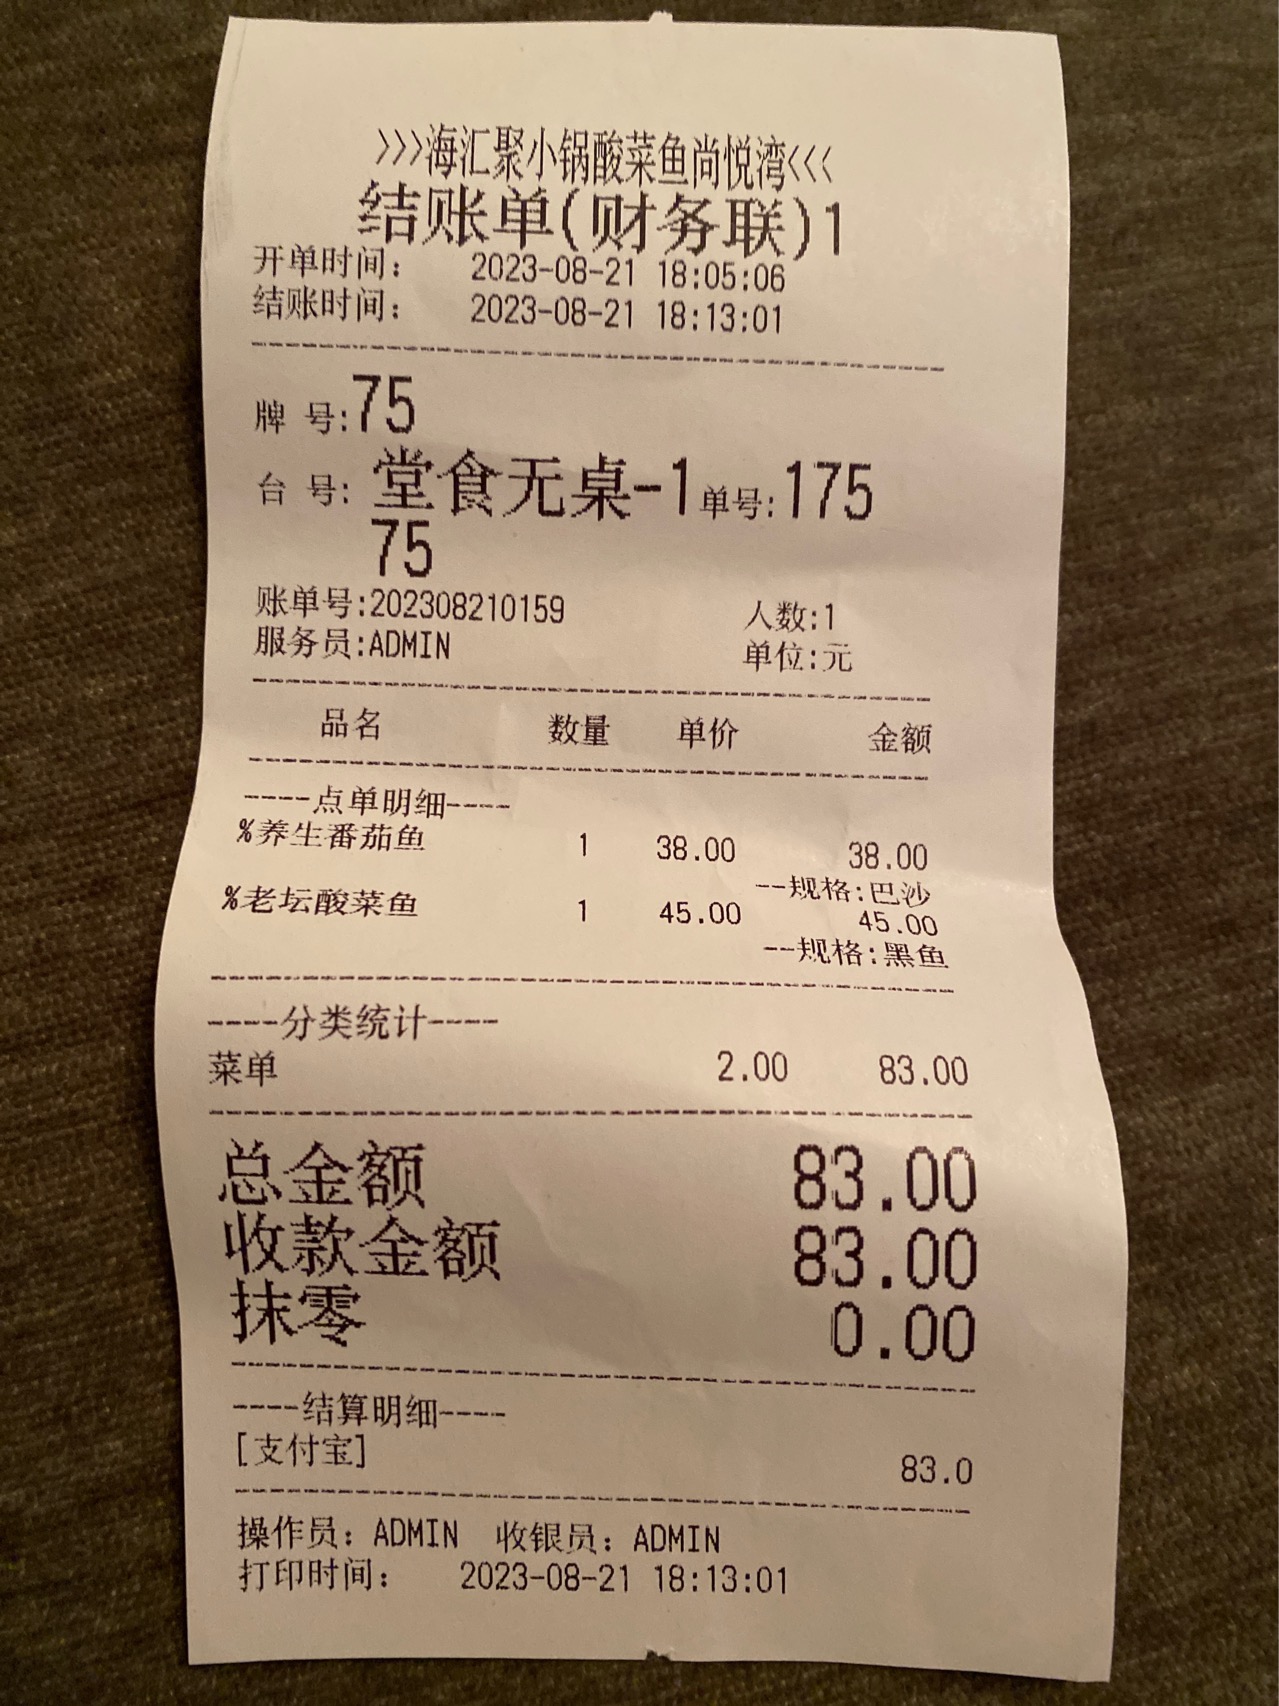 >>>海汇聚小锅酸菜鱼尚悦湾<<<
结账单(财务联)1
开单时间: 2023-08-21 18:05:06
结账时间: 2023-08-21 18:13:01
牌 号:75
台 号: 堂食无桌-1 单号:175
75
账单号:202308210159 人数:1
服务员:ADMIN 单位:元
品名 数量 单价 金额
----点单明细----
%养生番茄鱼 1 38.00 38.00
--规格:巴沙
%老坛酸菜鱼 1 45.00 45.00
--规格:黑鱼
----分类统计----
菜单 2.00 83.00
总金额 83.00
收款金额 83.00
抹零 0.00
----结算明细----
[支付宝] 83.0
操作员: ADMIN 收银员: ADMIN
打印时间: 2023-08-21 18:13:01